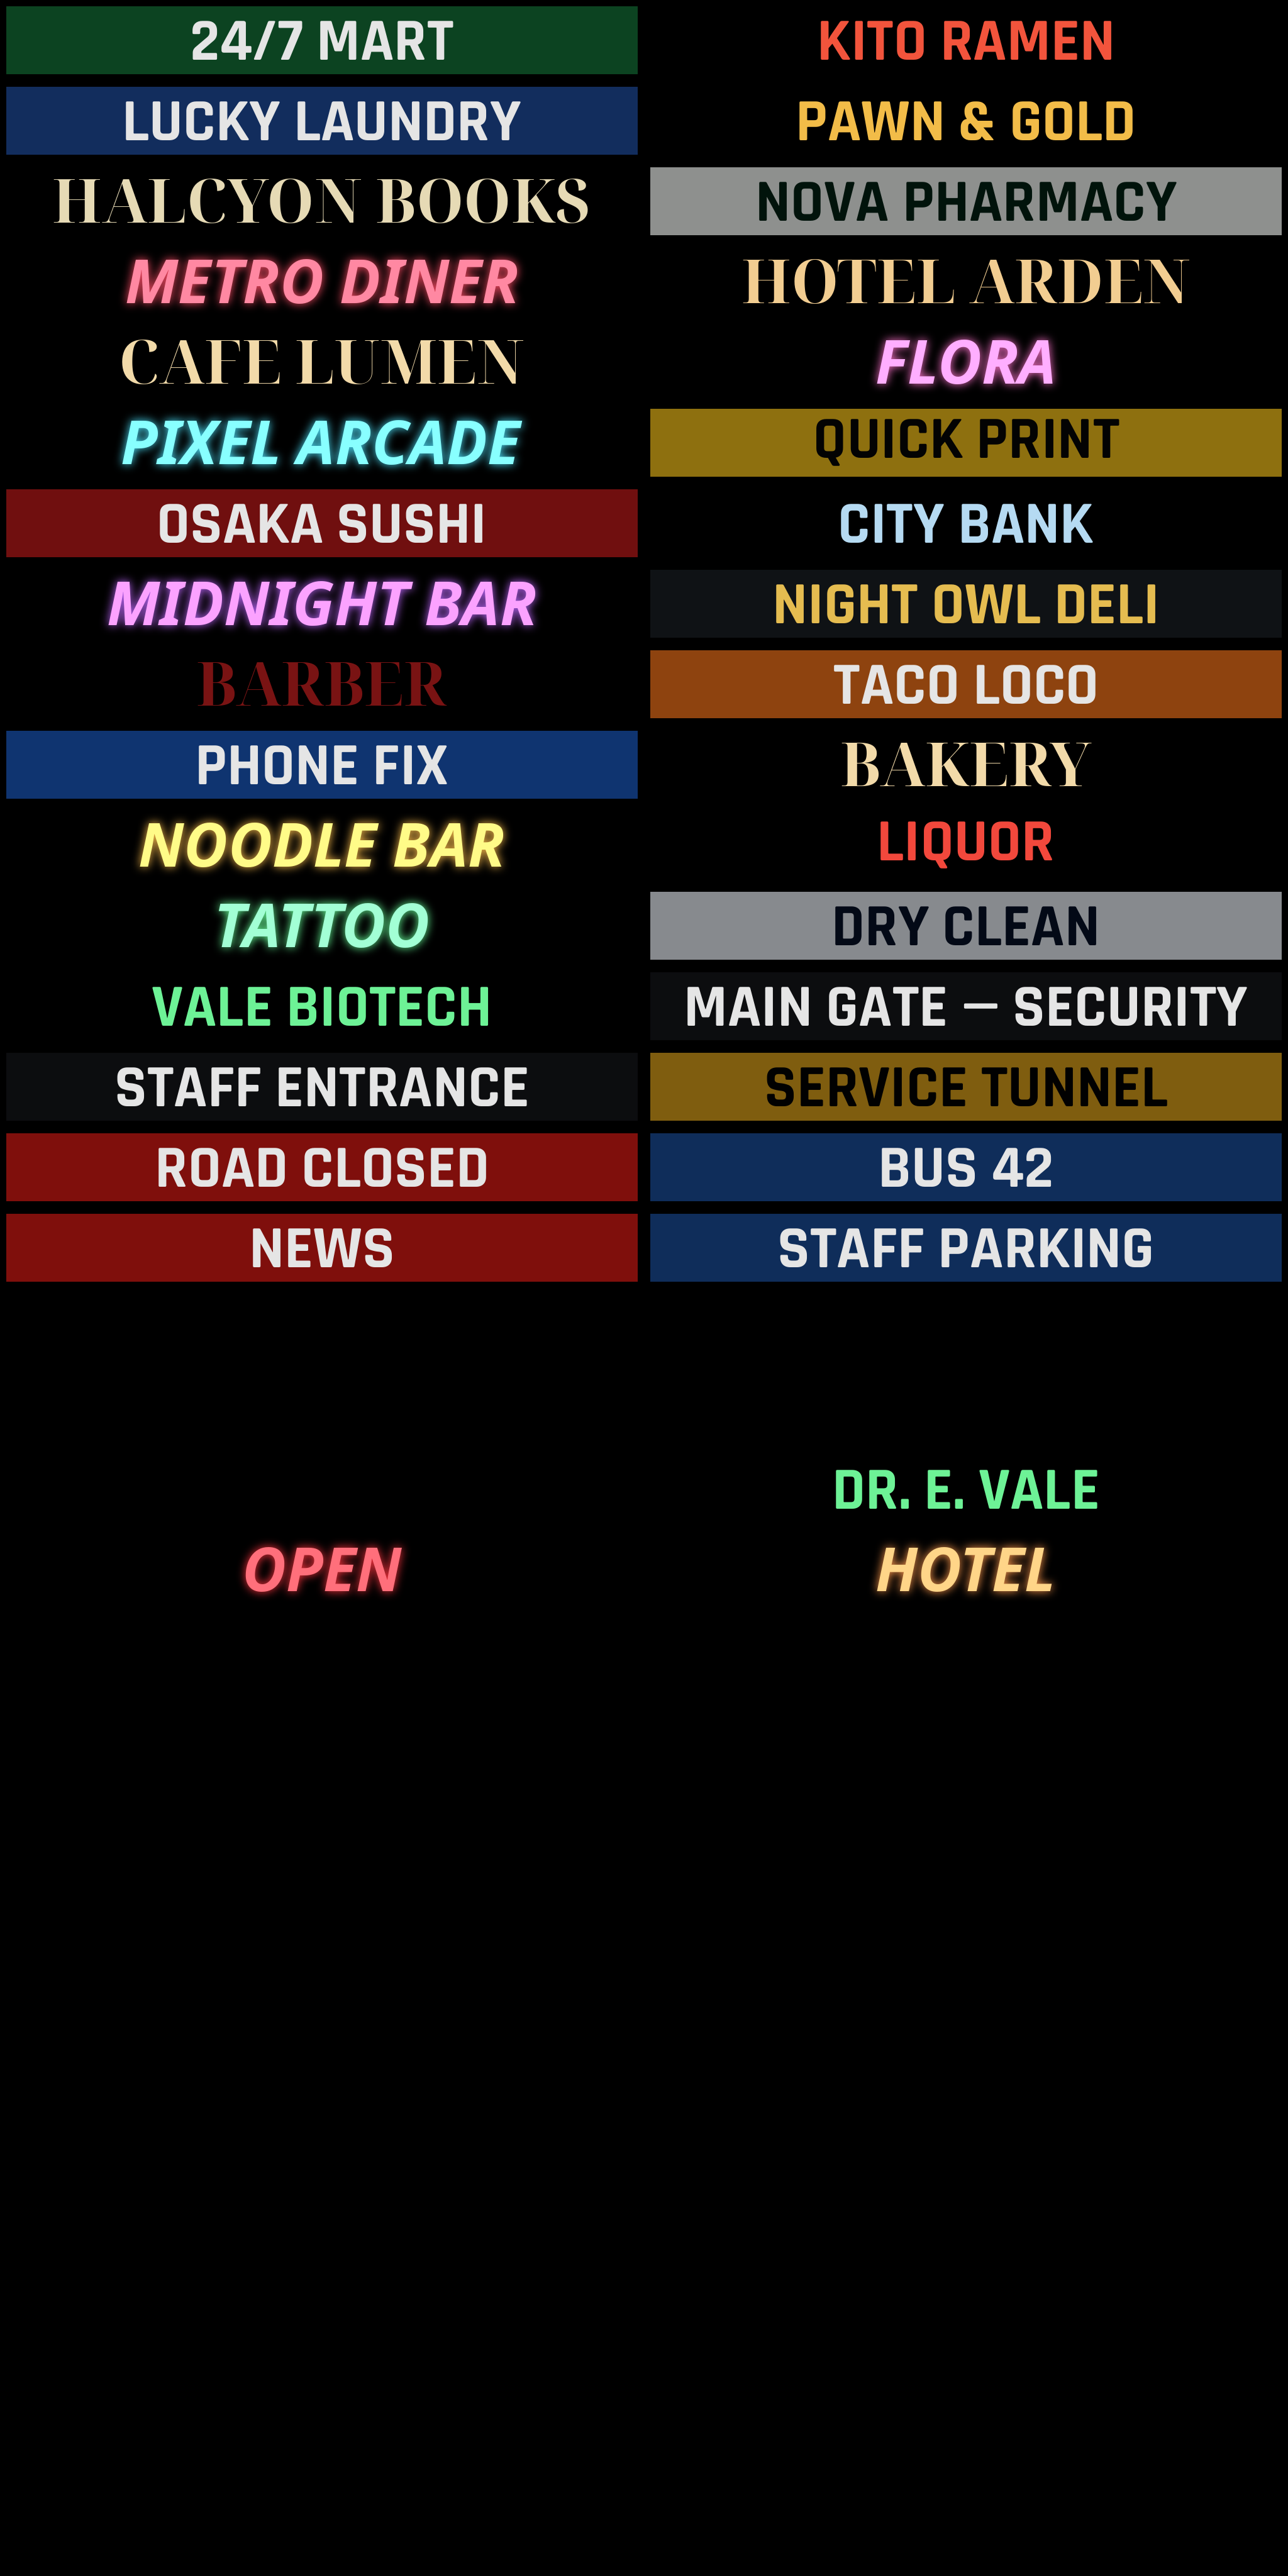 24/7 MART
KITO RAMEN
LUCKY LAUNDRY
PAWN & GOLD
HALCYON BOOKS
NOVA PHARMACY
METRO DINER
HOTEL ARDEN
CAFE LUMEN
FLORA
PIXEL ARCADE
QUICK PRINT
OSAKA SUSHI
CITY BANK
MIDNIGHT BAR
NIGHT OWL DELI
BARBER
TACO LOCO
PHONE FIX
BAKERY
NOODLE BAR
LIQUOR
TATTOO
DRY CLEAN
VALE BIOTECH
MAIN GATE — SECURITY
STAFF ENTRANCE
SERVICE TUNNEL
ROAD CLOSED
BUS 42
NEWS
STAFF PARKING
DR. E. VALE
OPEN
HOTEL